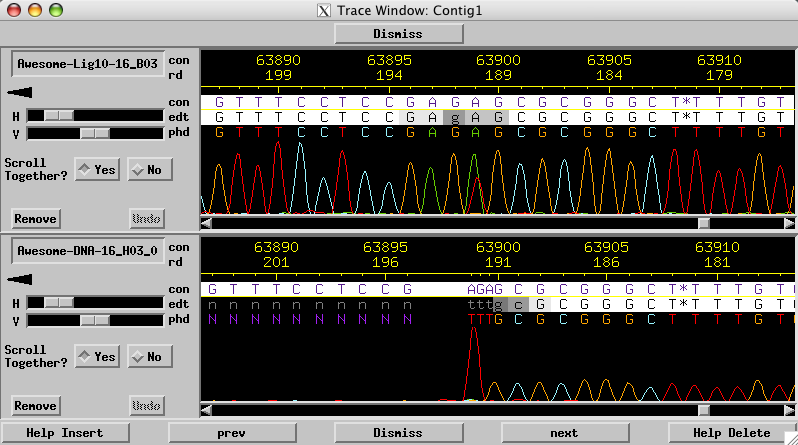 Trace Window: Contig1
Dismiss
Awesome-Lig10-16_B03
con 63890 63895 63900 63905 63910
rd 199 194 189 184 179
con G T T T C C T C C G A G A G C G C G G G C T * T T T G T
H edt G T T T C C T C C G A g A G C G C G G G C T * T T T G T
V phd G T T T C C T C C G A G A G C G C G G G C T T T T G T
Scroll Together? Yes No
Remove Undo
Awesome-DNA-16_H03_0
con 63890 63895 63900 63905 63910
rd 201 196 191 186 181
con G T T T C C T C C G AGAG C G C G G G C T * T T T G T
H edt n n n n n n n n n n tttg c G C G G G C T * T T T G T
V phd N N N N N N N N N N TTTG C G C G G G C T T T T G T
Scroll Together? Yes No
Remove Undo
Help Insert prev Dismiss next Help Delete